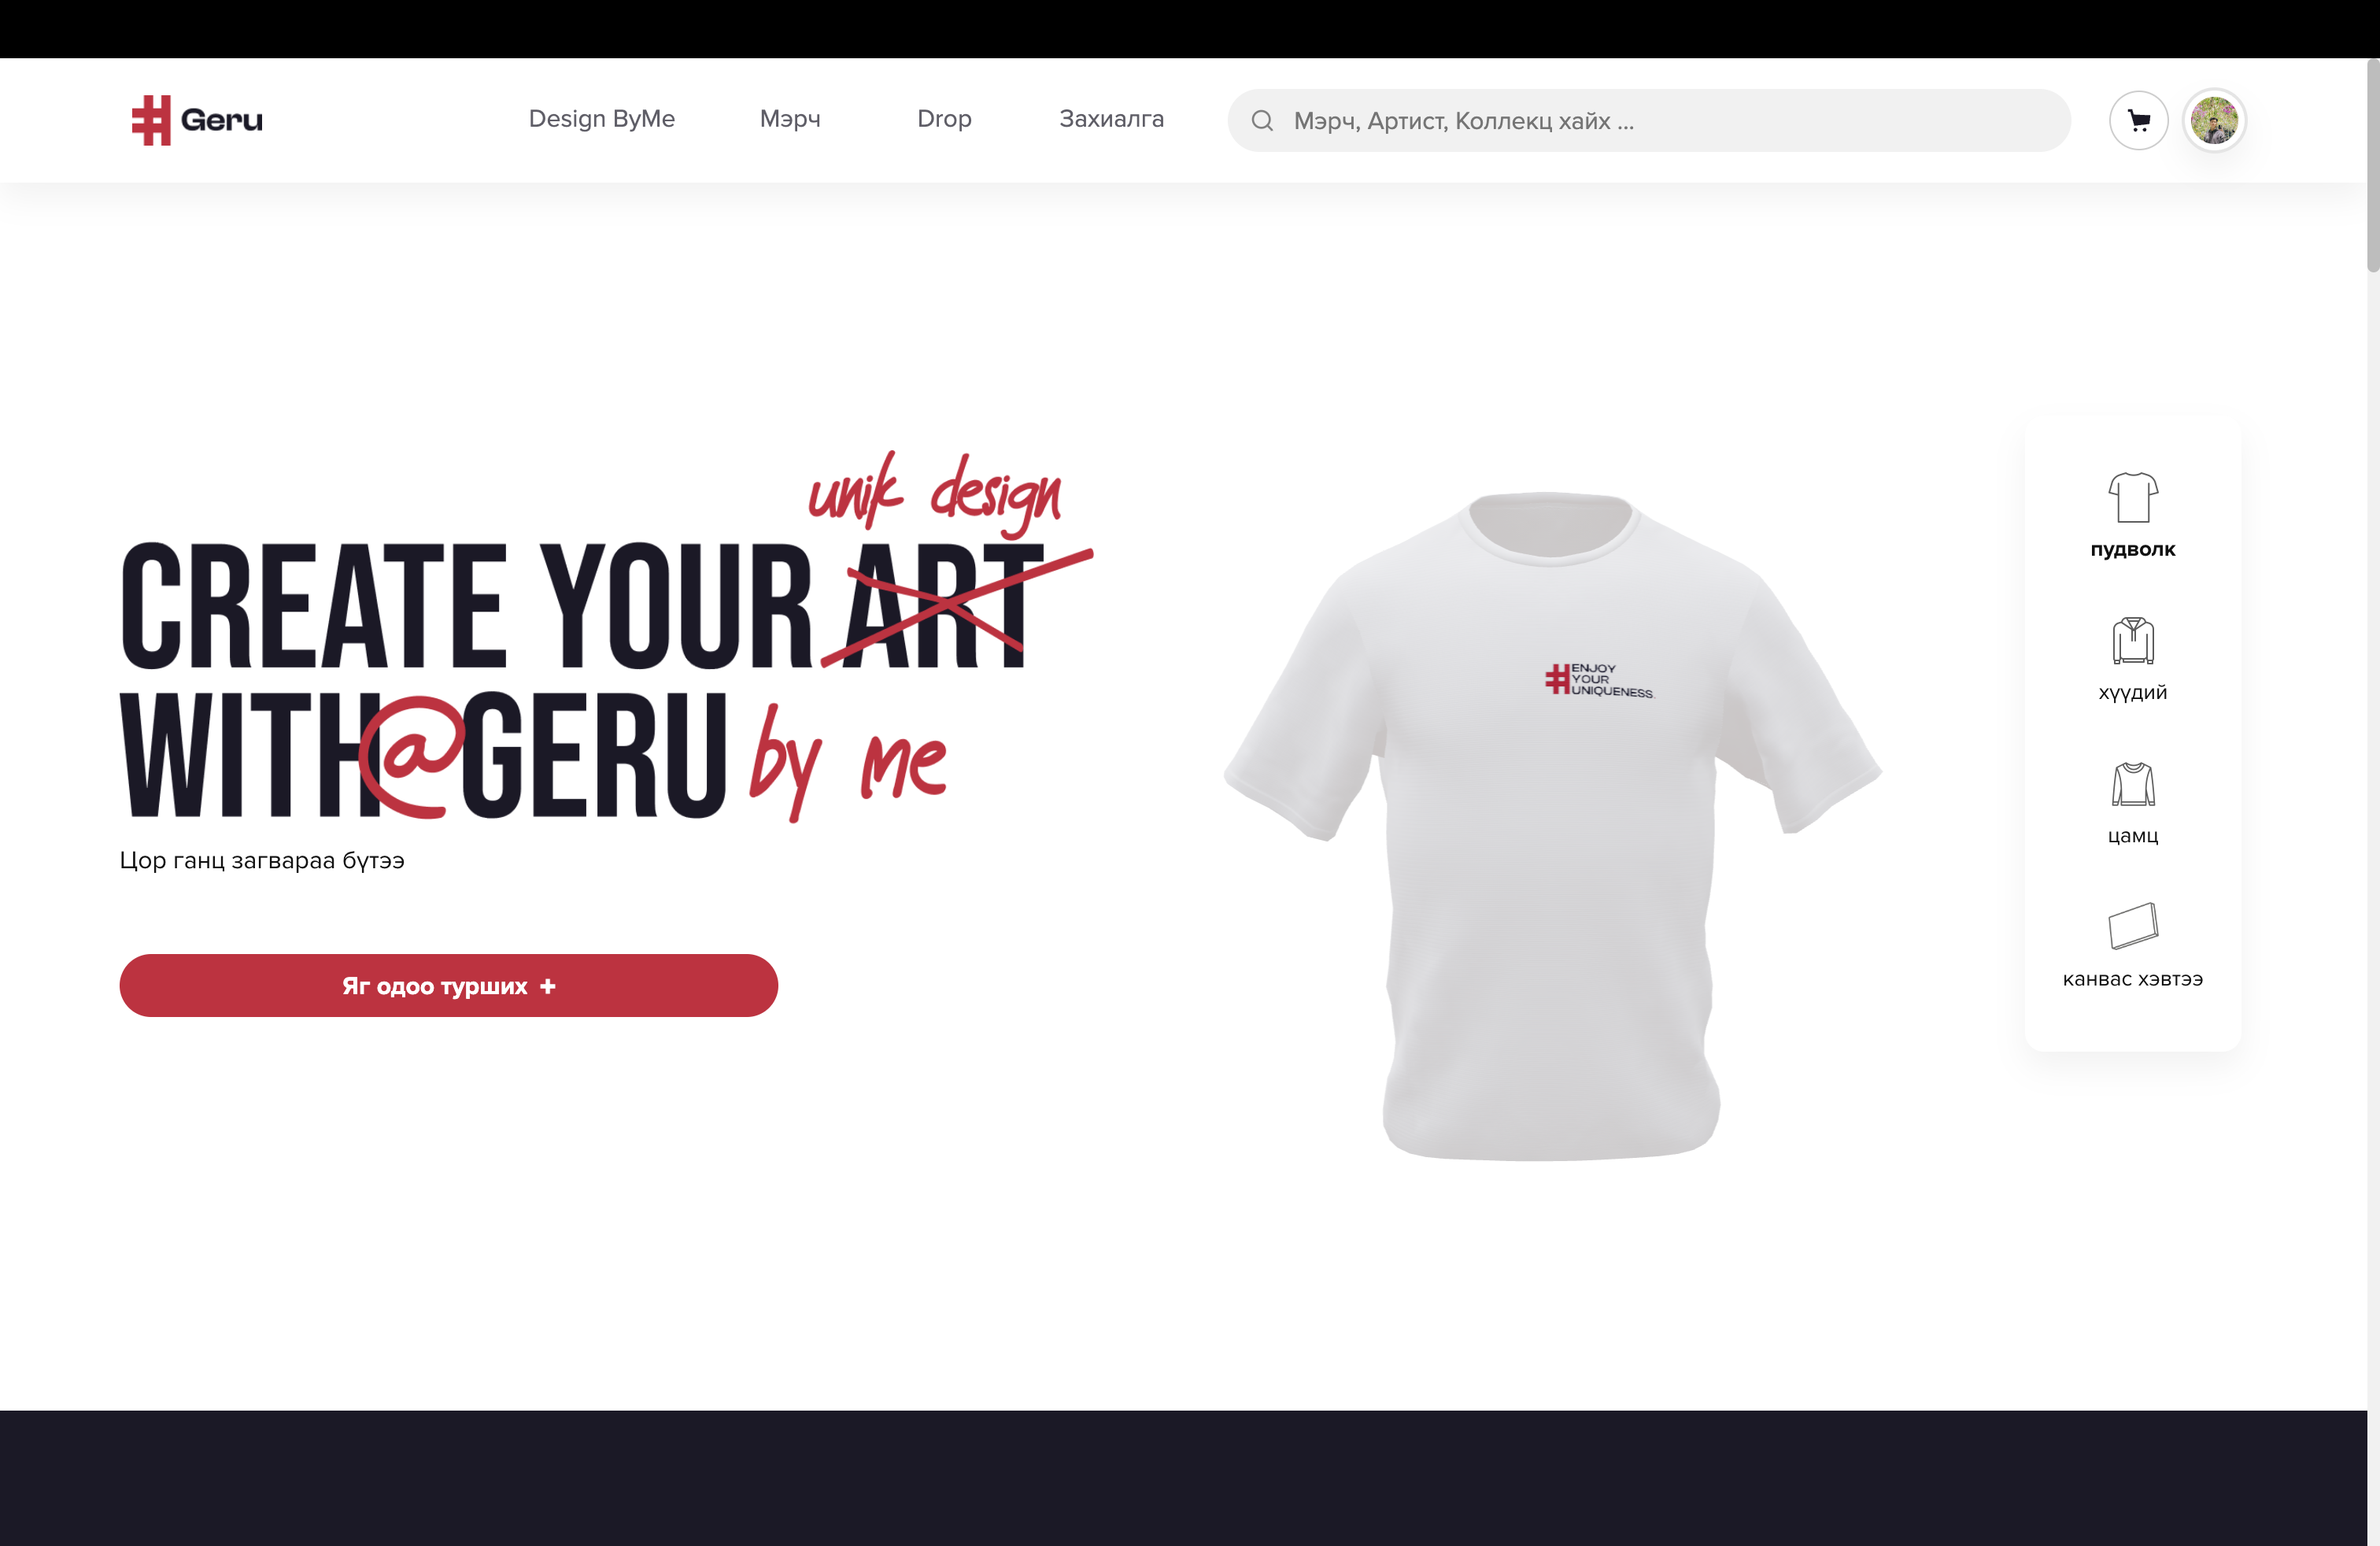 Geru
Design ByMe
Мэрч
Drop
Захиалга
Мэрч, Артист, Коллекц хайх ...
unik design
CREATE YOUR ART
WITH@GERU by me
Цор ганц загвараа бүтээ
Яг одоо турших +
#ENJOY
YOUR
UNIQUENESS.
пудволк
хүүдий
цамц
канвас хэвтээ